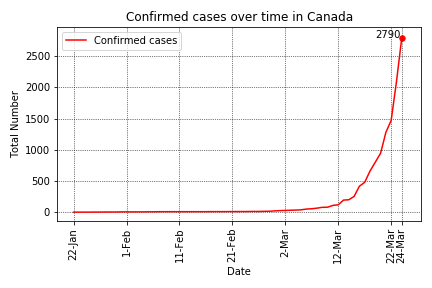 Confirmed cases over time in Canada
Confirmed cases
2790
Total Number
2500
2000
1500
1000
500
0
22-Jan
1-Feb
11-Feb
21-Feb
2-Mar
12-Mar
22-Mar
24-Mar
Date